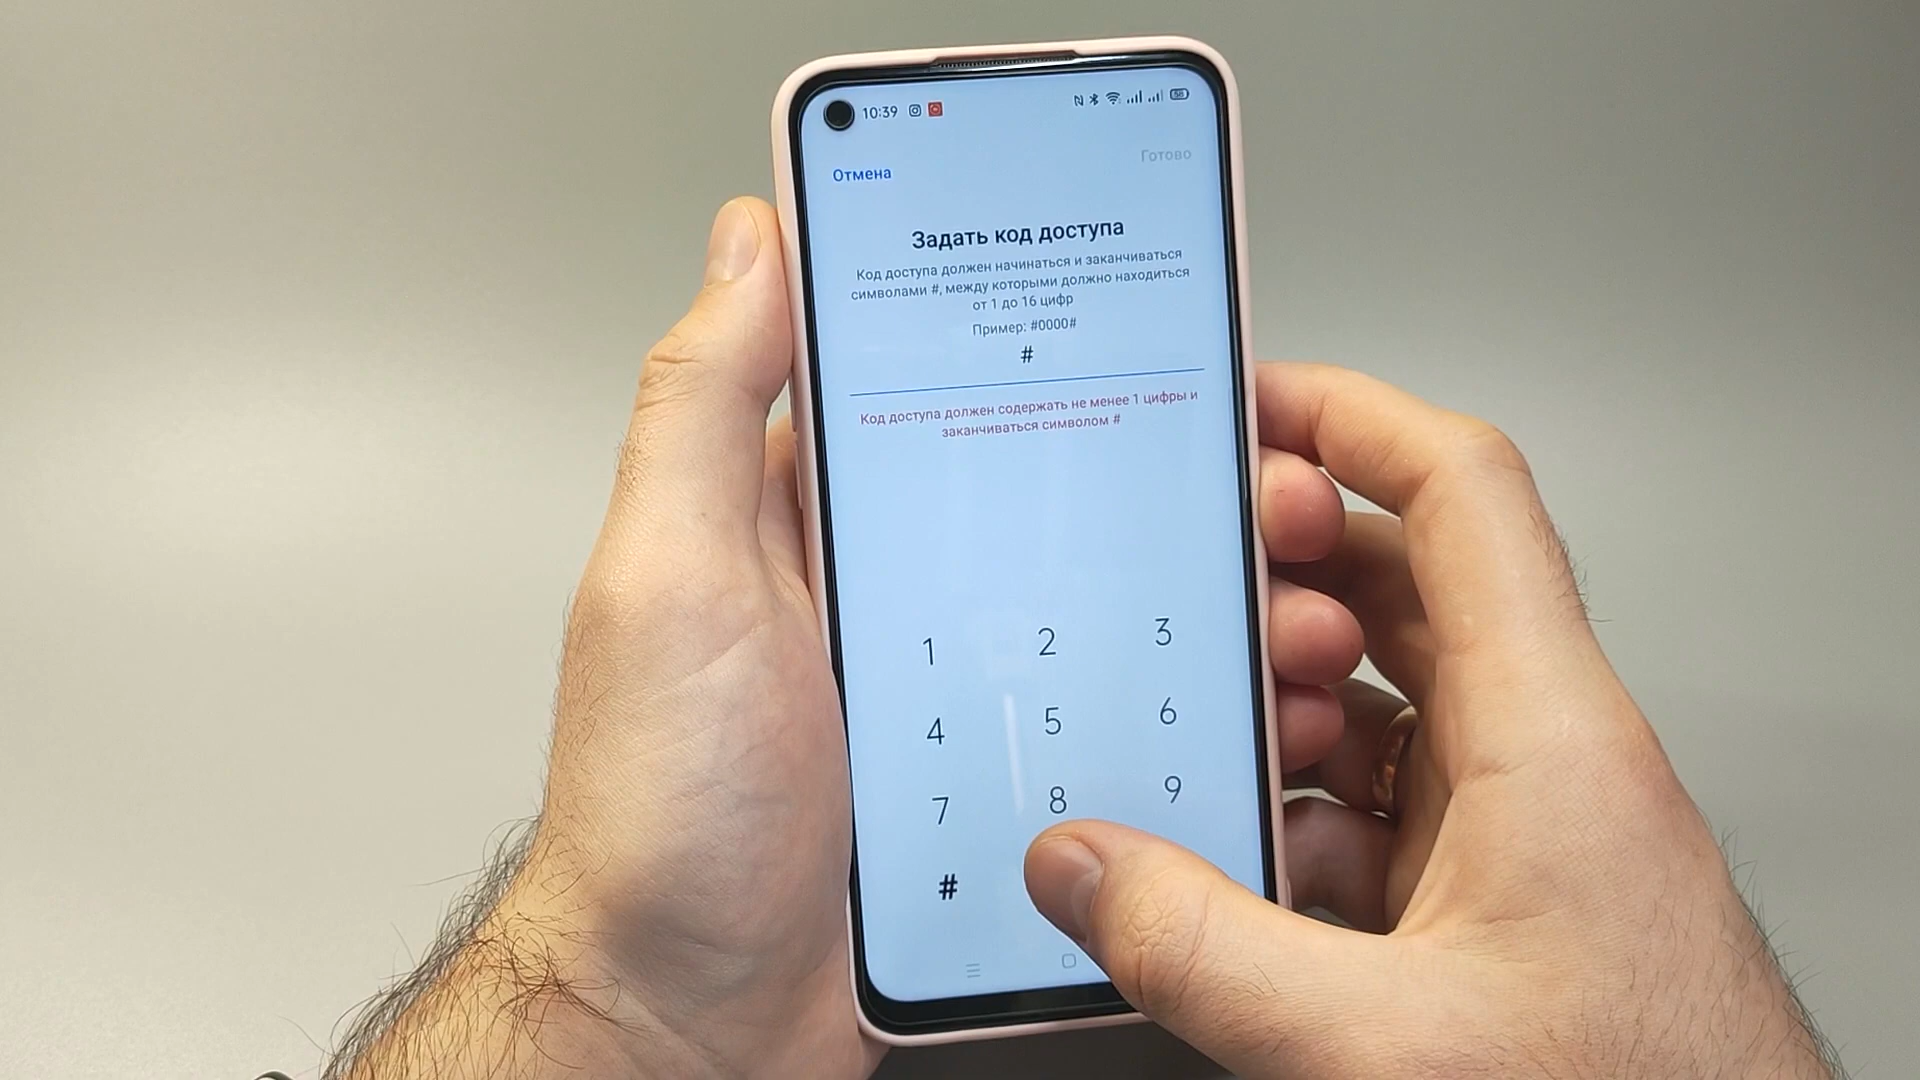 10:39
58
Готово
Отмена
Задать код доступа
Код доступа должен начинаться и заканчиваться
символами #, между которыми должно находиться
от 1 до 16 цифр
Пример: #0000#
#
Код доступа должен содержать не менее 1 цифры и
заканчиваться символом #
1 2 3
4 5 6
7 8 9
#